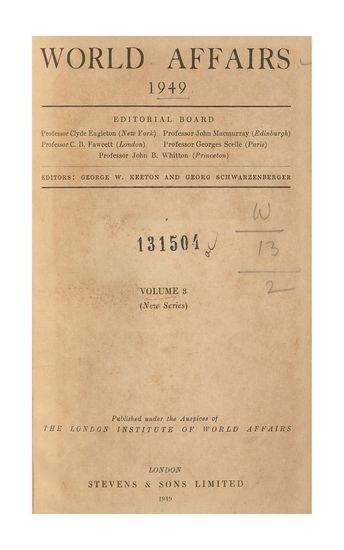 WORLD AFFAIRS
1949
EDITORIAL BOARD
Professor Clyde Eagleton (New York) Professor John Macmurray (Edinburgh)
Professor C. B. Fawcett (London) Professor Georges Scelle (Paris)
Professor John B. Whitton (Princeton)
EDITORS: GEORGE W. KEETON AND GEORG SCHWARZENBERGER
W
131504
13
2
VOLUME 3
(New Series)
Published under the Auspices of
THE LONDON INSTITUTE OF WORLD AFFAIRS
LONDON
STEVENS & SONS LIMITED
1949